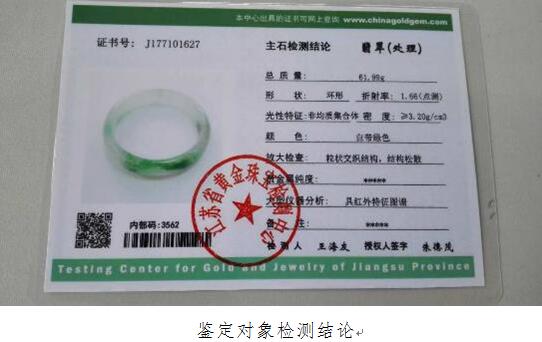 本中心出具的证书可网上查询 www.chinagoldgem.com
证书号: J177101627
主石检测结论 翡翠(处理)
总质量: 61.99g
形状: 环形 折射率: 1.66(点测)
光性特征: 非均质集合体 密度: ≥3.20g/cm3
颜色: 白带绿色
放大检查: 粒状交织结构，结构松散
贵金属纯度: *****
大型仪器分析: 具红外特征图谱
备注: *****
检测人 王海友 授权人签字 朱德茂
内部码: 3562
江苏省黄金珠宝检测中心
Testing Center for Gold and Jewelry of Jiangsu Province
鉴定对象检测结论